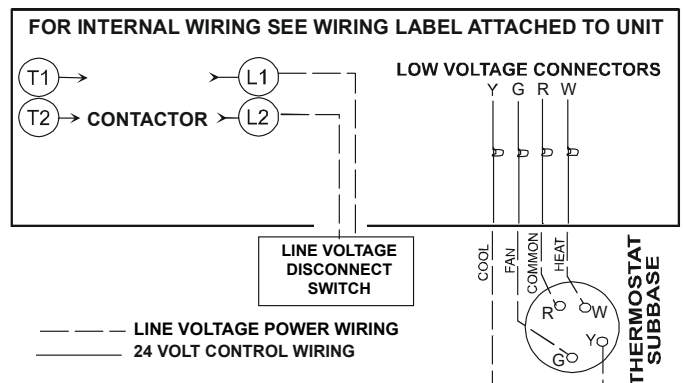 FOR INTERNAL WIRING SEE WIRING LABEL ATTACHED TO UNIT
T1 L1
T2 CONTACTOR L2
LOW VOLTAGE CONNECTORS
Y G R W
LINE VOLTAGE
DISCONNECT
SWITCH
COOL
FAN
COMMON
HEAT
R W
Y
G
THERMOSTAT
SUBBASE
LINE VOLTAGE POWER WIRING
24 VOLT CONTROL WIRING